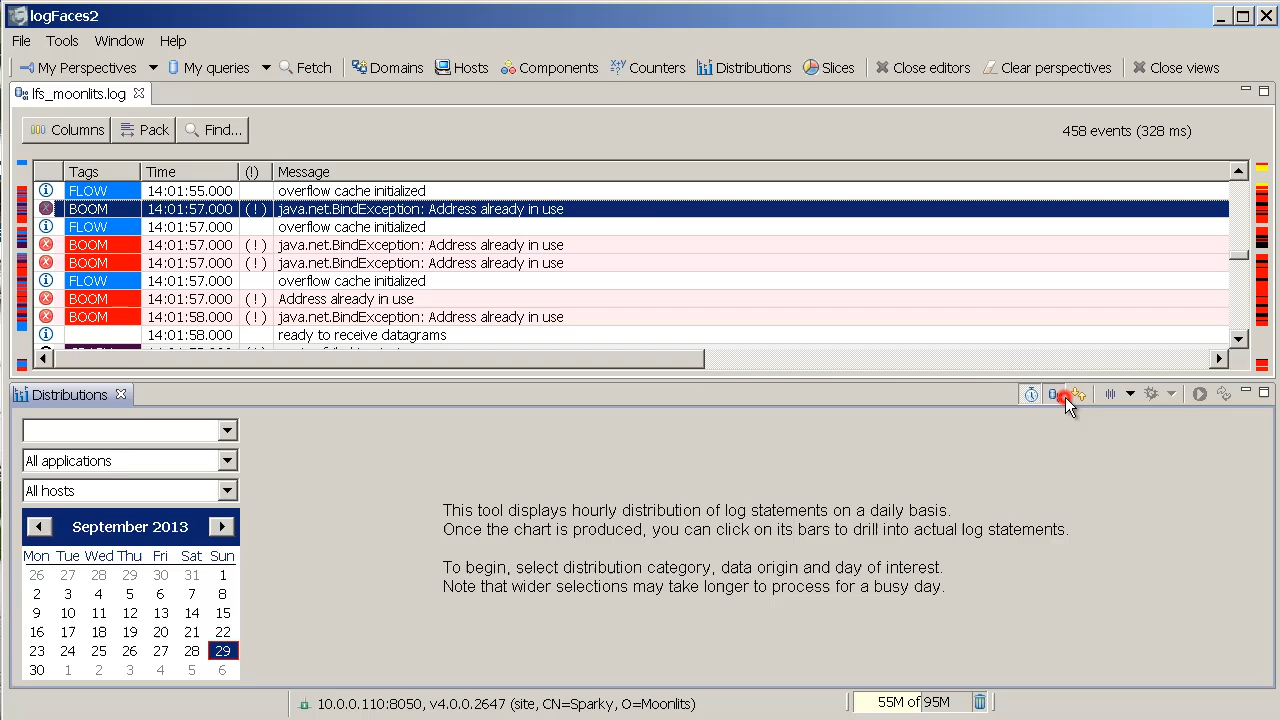 logFaces2
File Tools Window Help
My Perspectives My queries Fetch Domains Hosts Components Counters Distributions Slices Close editors Clear perspectives Close views
lfs_moonlits.log
Columns Pack Find... 458 events (328 ms)
Tags Time (!) Message
FLOW 14:01:55.000 overflow cache initialized
BOOM 14:01:57.000 (!) java.net.BindException: Address already in use
FLOW 14:01:57.000 overflow cache initialized
BOOM 14:01:57.000 (!) java.net.BindException: Address already in use
BOOM 14:01:57.000 (!) java.net.BindException: Address already in use
FLOW 14:01:57.000 overflow cache initialized
BOOM 14:01:57.000 (!) Address already in use
BOOM 14:01:58.000 (!) java.net.BindException: Address already in use
14:01:58.000 ready to receive datagrams
Distributions
All applications
All hosts
September 2013
Mon Tue Wed Thu Fri Sat Sun
26 27 28 29 30 31 1
2 3 4 5 6 7 8
9 10 11 12 13 14 15
16 17 18 19 20 21 22
23 24 25 26 27 28 29
30 1 2 3 4 5 6
This tool displays hourly distribution of log statements on a daily basis.
Once the chart is produced, you can click on its bars to drill into actual log statements.
To begin, select distribution category, data origin and day of interest.
Note that wider selections may take longer to process for a busy day.
10.0.0.110:8050, v4.0.0.2647 (site, CN=Sparky, O=Moonlits)
55M of 95M